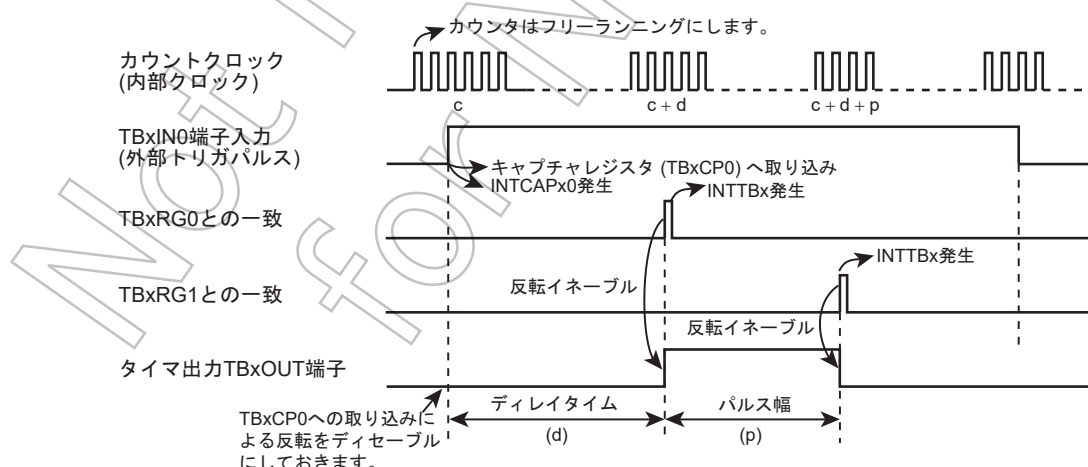 カウンタはフリーランニングにします。
カウントクロック
(内部クロック)
c
c + d
c + d + p
TBxIN0端子入力
(外部トリガパルス)
キャプチャレジスタ (TBxCP0) へ取り込み
INTCAPx0発生
INTTBx発生
TBxRG0との一致
INTTBx発生
反転イネーブル
TBxRG1との一致
反転イネーブル
タイマ出力TBxOUT端子
ディレイタイム
パルス幅
(d)
(p)
TBxCP0への取り込みに
よる反転をディセーブル
にしておきます。
Not
for N